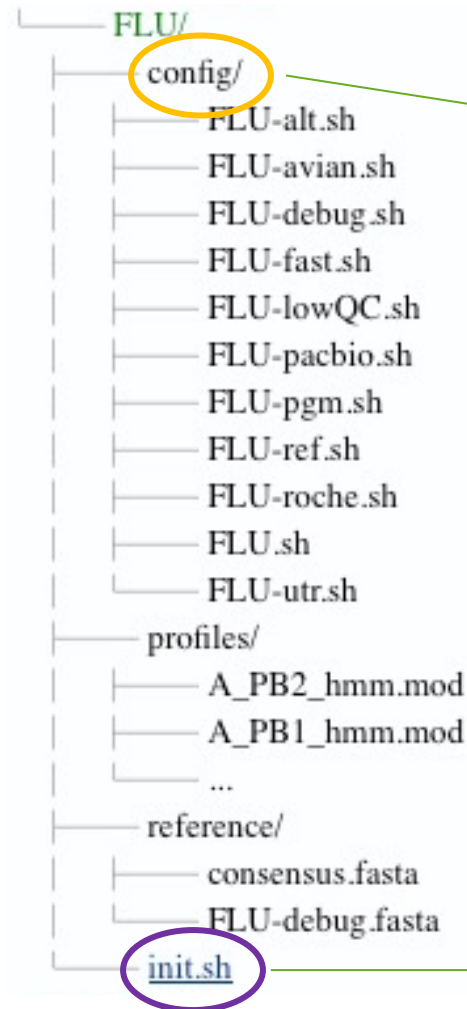 FLU/
config/
FLU-alt.sh
FLU-avian.sh
FLU-debug.sh
FLU-fast.sh
FLU-lowQC.sh
FLU-pacbio.sh
FLU-pgm.sh
FLU-ref.sh
FLU-roche.sh
FLU.sh
FLU-utr.sh
profiles/
A_PB2_hmm.mod
A_PB1_hmm.mod
...
reference/
consensus.fasta
FLU-debug.fasta
init.sh